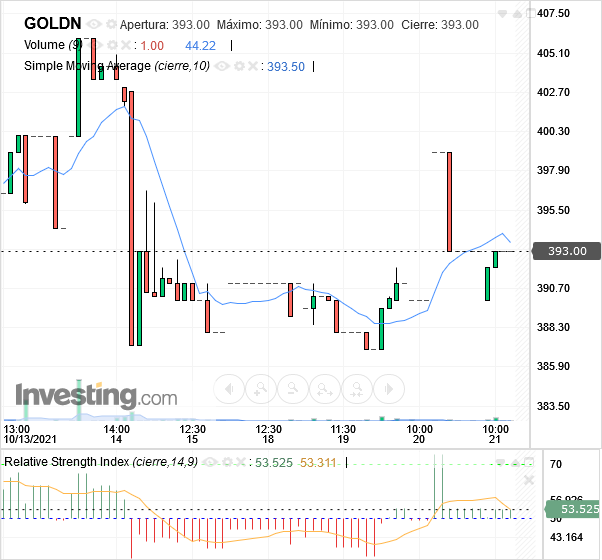 GOLDN Apertura: 393.00 Máximo: 393.00 Mínimo: 393.00 Cierre: 393.00
Volume (9) : 1.00 44.22
Simple Moving Average (cierre,10) : 393.50
407.50
405.10
402.70
400.30
397.90
395.50
393.00
390.70
388.30
385.90
383.50
Investing.com
13:00 14:00 12:30 12:30 11:30 10:00 10:00
10/13/2021 14 15 18 19 20 21
Relative Strength Index (cierre,14,9) : 53.525 53.311
70
56.926
53.525
50
43.164